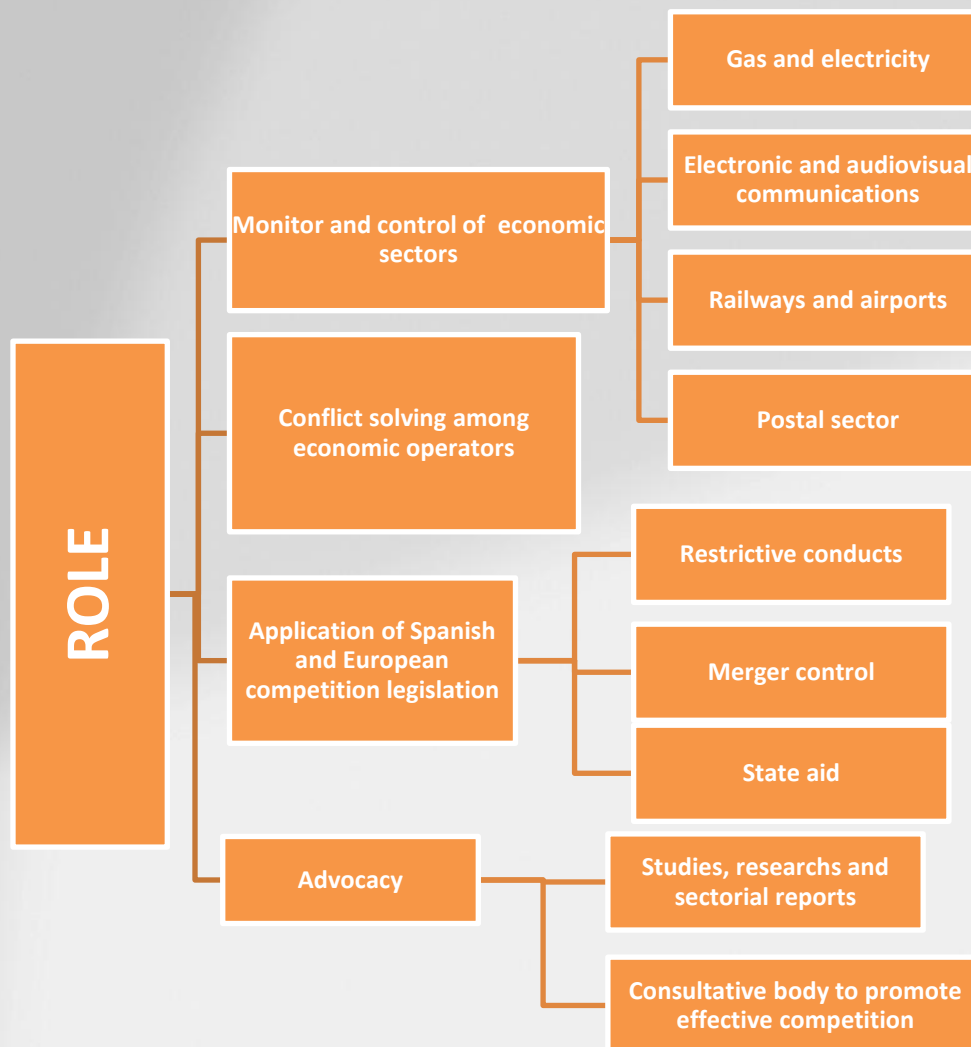 ROLE
Monitor and control of economic
sectors
Gas and electricity
Electronic and audiovisual
communications
Railways and airports
Postal sector
Conflict solving among
economic operators
Application of Spanish
and European
competition legislation
Restrictive conducts
Merger control
State aid
Advocacy
Studies, researchs and
sectorial reports
Consultative body to promote
effective competition